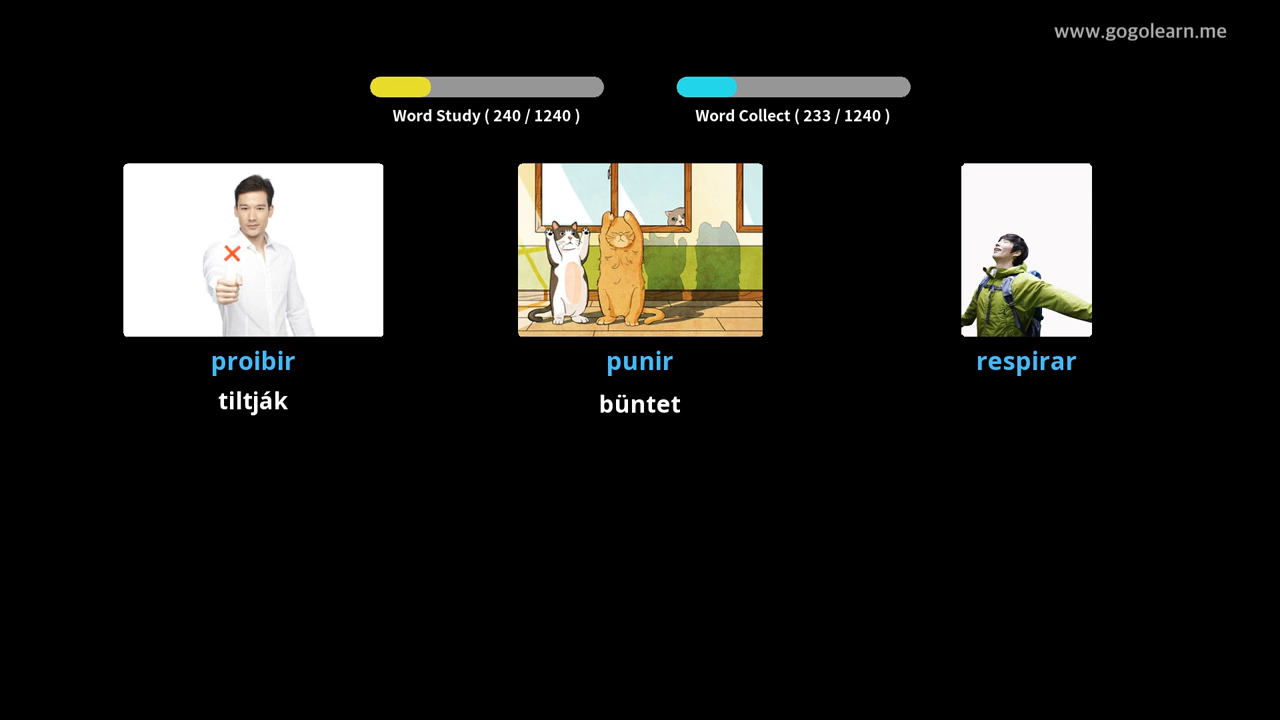 www.gogolearn.me
Word Study ( 240 / 1240 )
Word Collect ( 233 / 1240 )
proibir
punir
respirar
tiltják
büntet